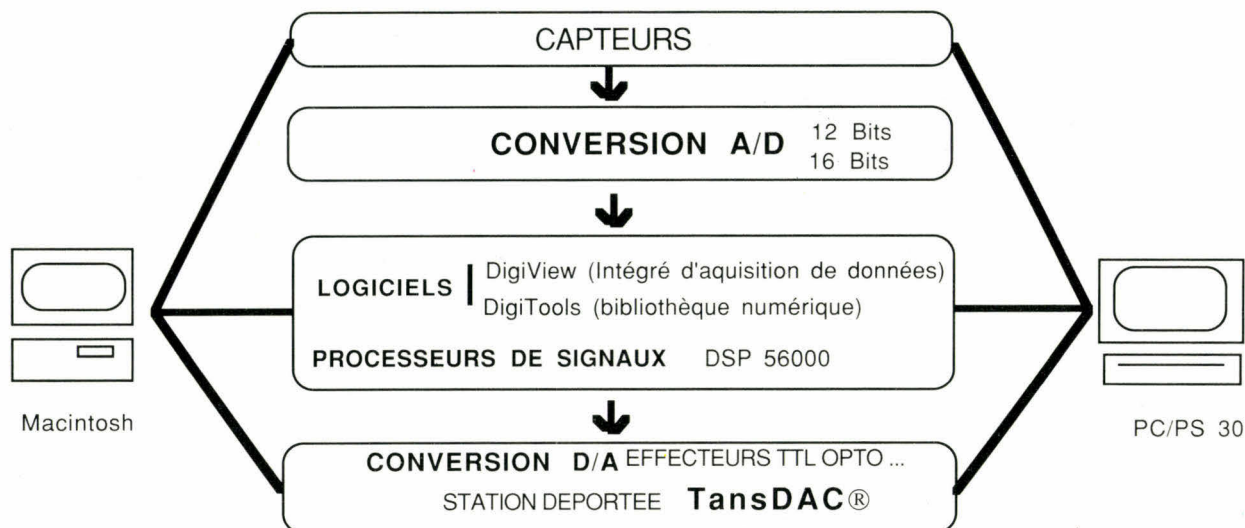 CAPTEURS
CONVERSION A/D 12 Bits
16 Bits
LOGICIELS DigiView (Intégré d'aquisition de données)
DigiTools (bibliothèque numérique)
PROCESSEURS DE SIGNAUX DSP 56000
Macintosh
PC/PS 30
CONVERSION D/A EFFECTEURS TTL OPTO ...
STATION DEPORTEE TansDAC®